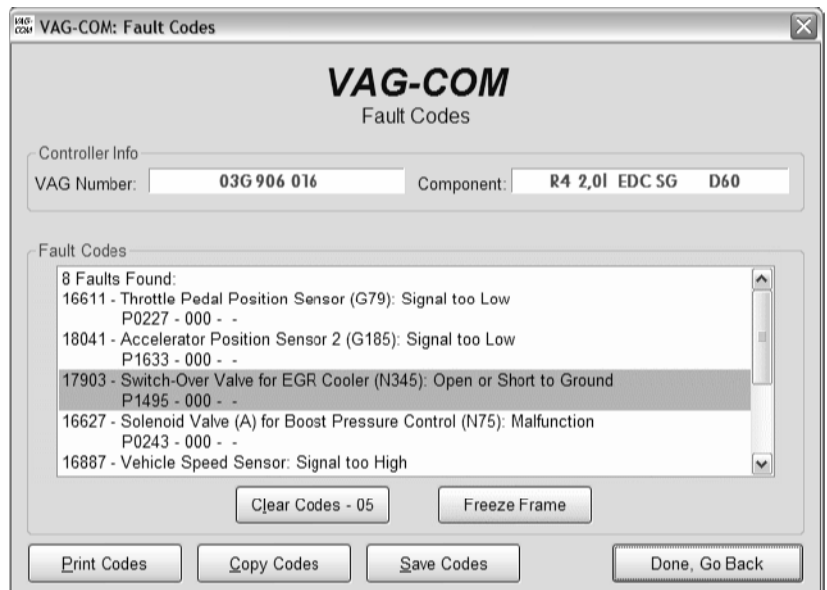 VAG-COM: Fault Codes
VAG-COM
Fault Codes
Controller Info
VAG Number: 03G 906 016 Component: R4 2,0l EDC SG D60
Fault Codes
8 Faults Found:
16611 - Throttle Pedal Position Sensor (G79): Signal too Low
P0227 - 000 - -
18041 - Accelerator Position Sensor 2 (G185): Signal too Low
P1633 - 000 - -
17903 - Switch-Over Valve for EGR Cooler (N345): Open or Short to Ground
P1495 - 000 - -
16627 - Solenoid Valve (A) for Boost Pressure Control (N75): Malfunction
P0243 - 000 - -
16887 - Vehicle Speed Sensor: Signal too High
Clear Codes - 05 Freeze Frame
Print Codes Copy Codes Save Codes Done, Go Back